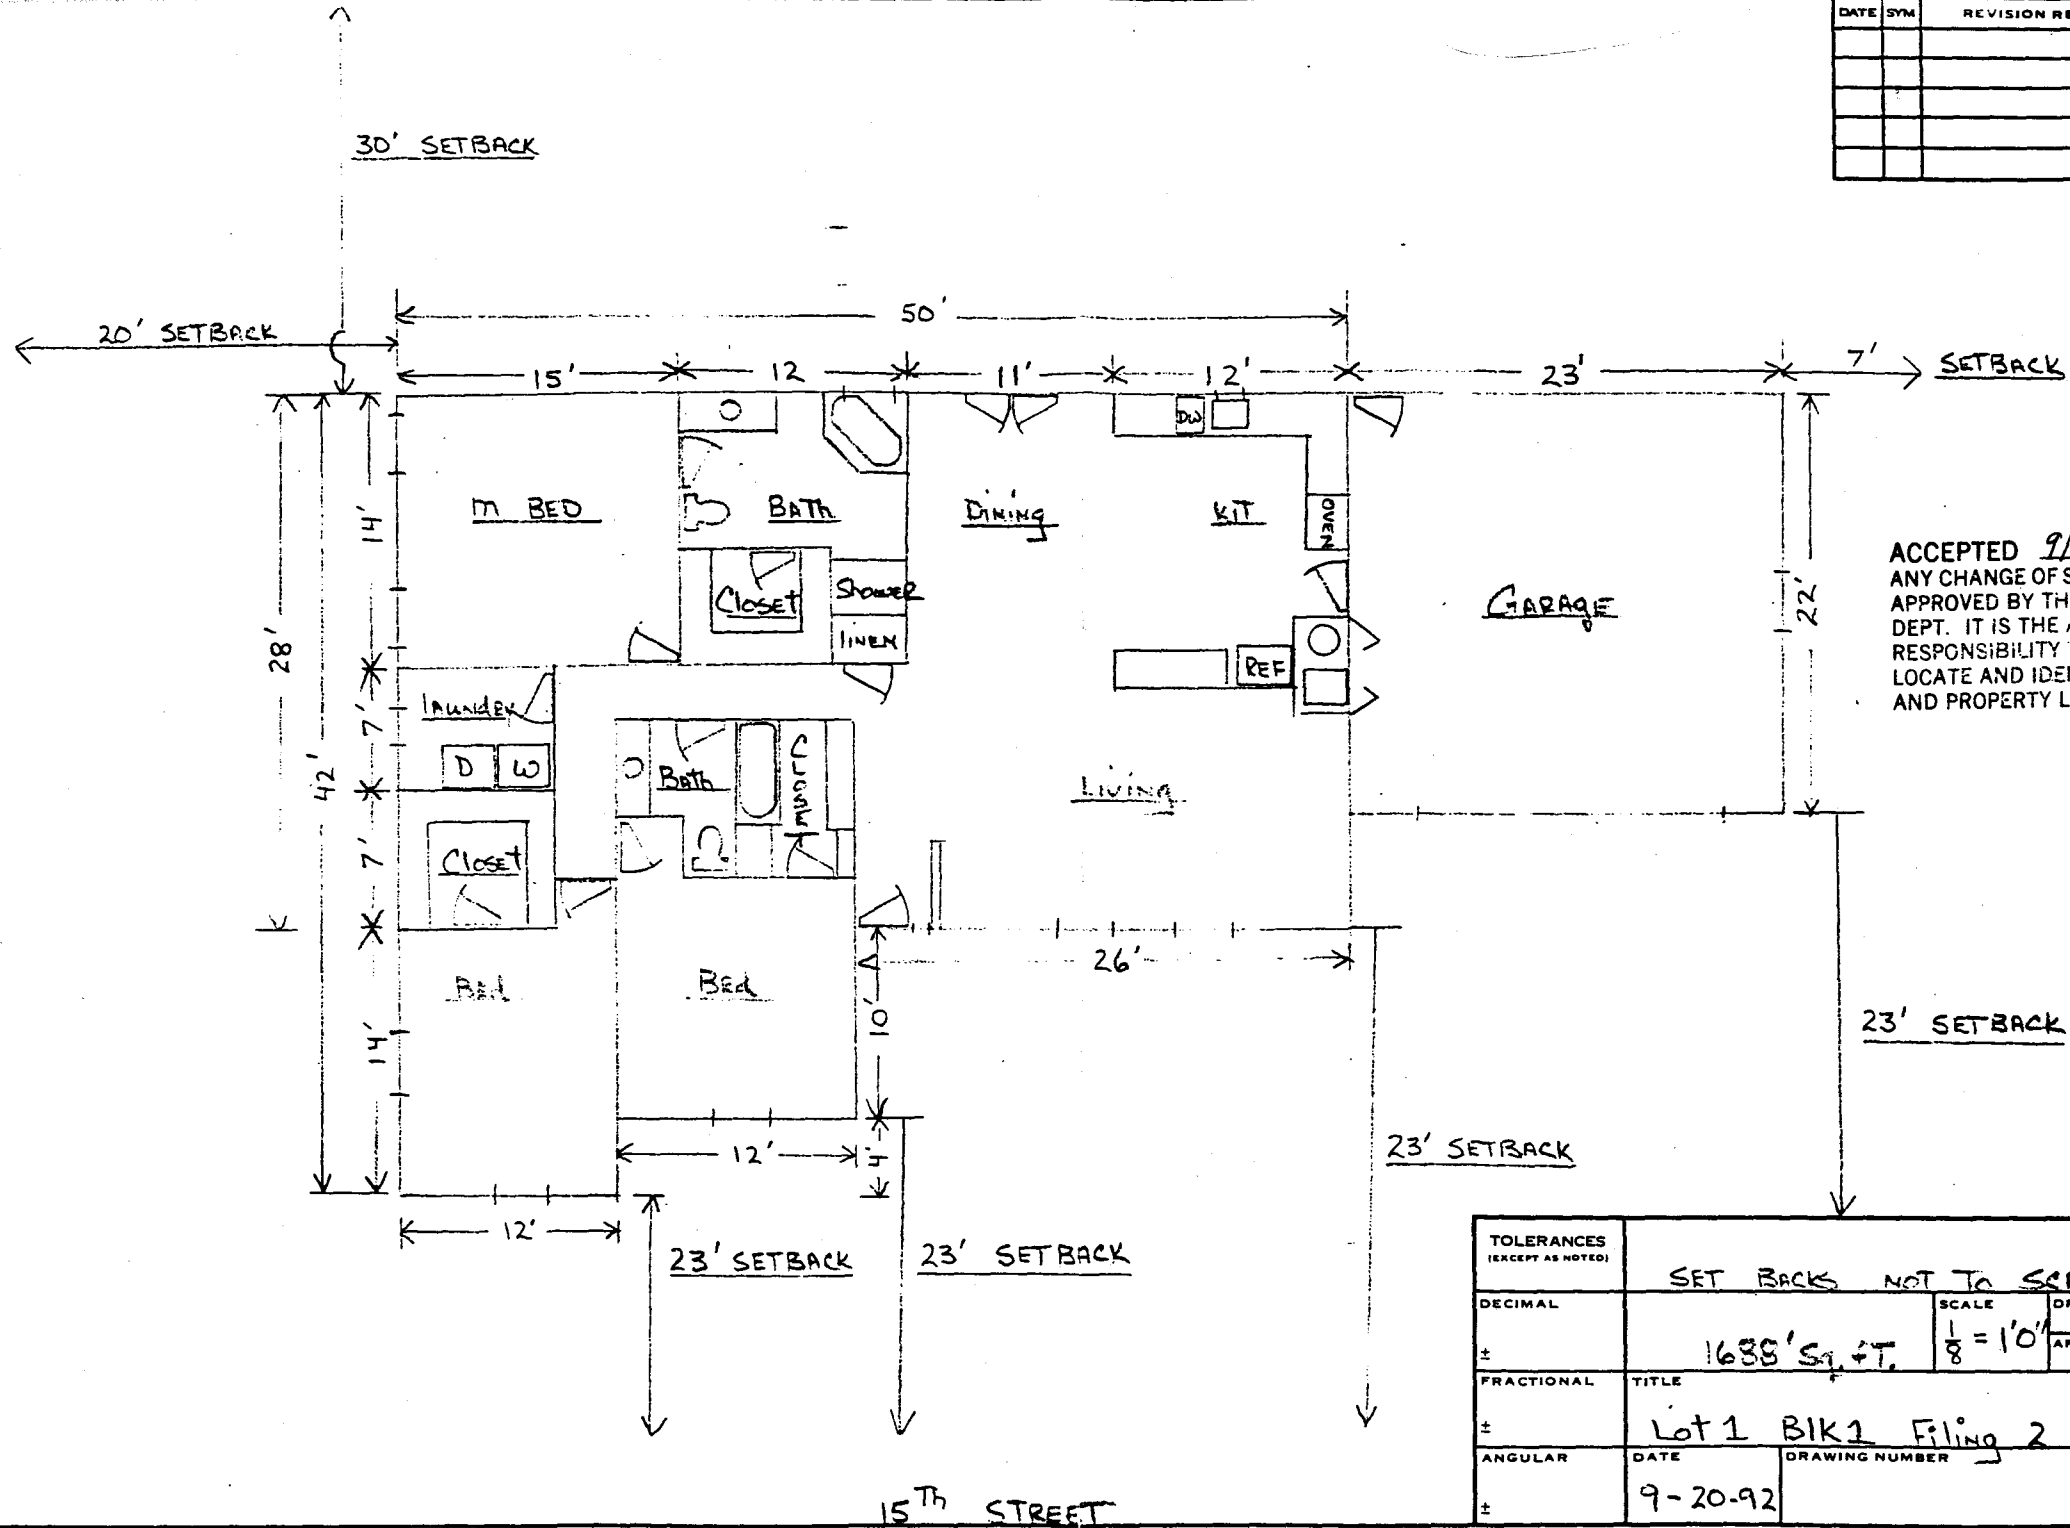 DATE SYM REVISION RE
30' SETBACK
50'
20' SETBACK
15' 12 11' 12' 23' 7' SETBACK
DW
M BED BATH DINING KIT OVEN
14'
28'
42'
22'
CLOSET SHOWER
LINEN
GARAGE
REF
ACCEPTED 9/
ANY CHANGE OF S
APPROVED BY TH
DEPT. IT IS THE A
RESPONSIBILITY
LOCATE AND IDE
AND PROPERTY L
7'
D W
Bath
LIVING
7'
Closet
26'
Bed Bed
14'
10'
23' SETBACK
12' 4'
23' SETBACK
12'
23' SETBACK 23' SETBACK
15Th STREET
TOLERANCES
(EXCEPT AS NOTED)
SET BACKS NOT TO SC
DECIMAL
±
1688' Sq. fT.
SCALE
1/8 = 1'0"
FRACTIONAL
±
TITLE
Lot 1 Blk 1 Filing 2
ANGULAR
±
DATE
9-20-92
DRAWING NUMBER